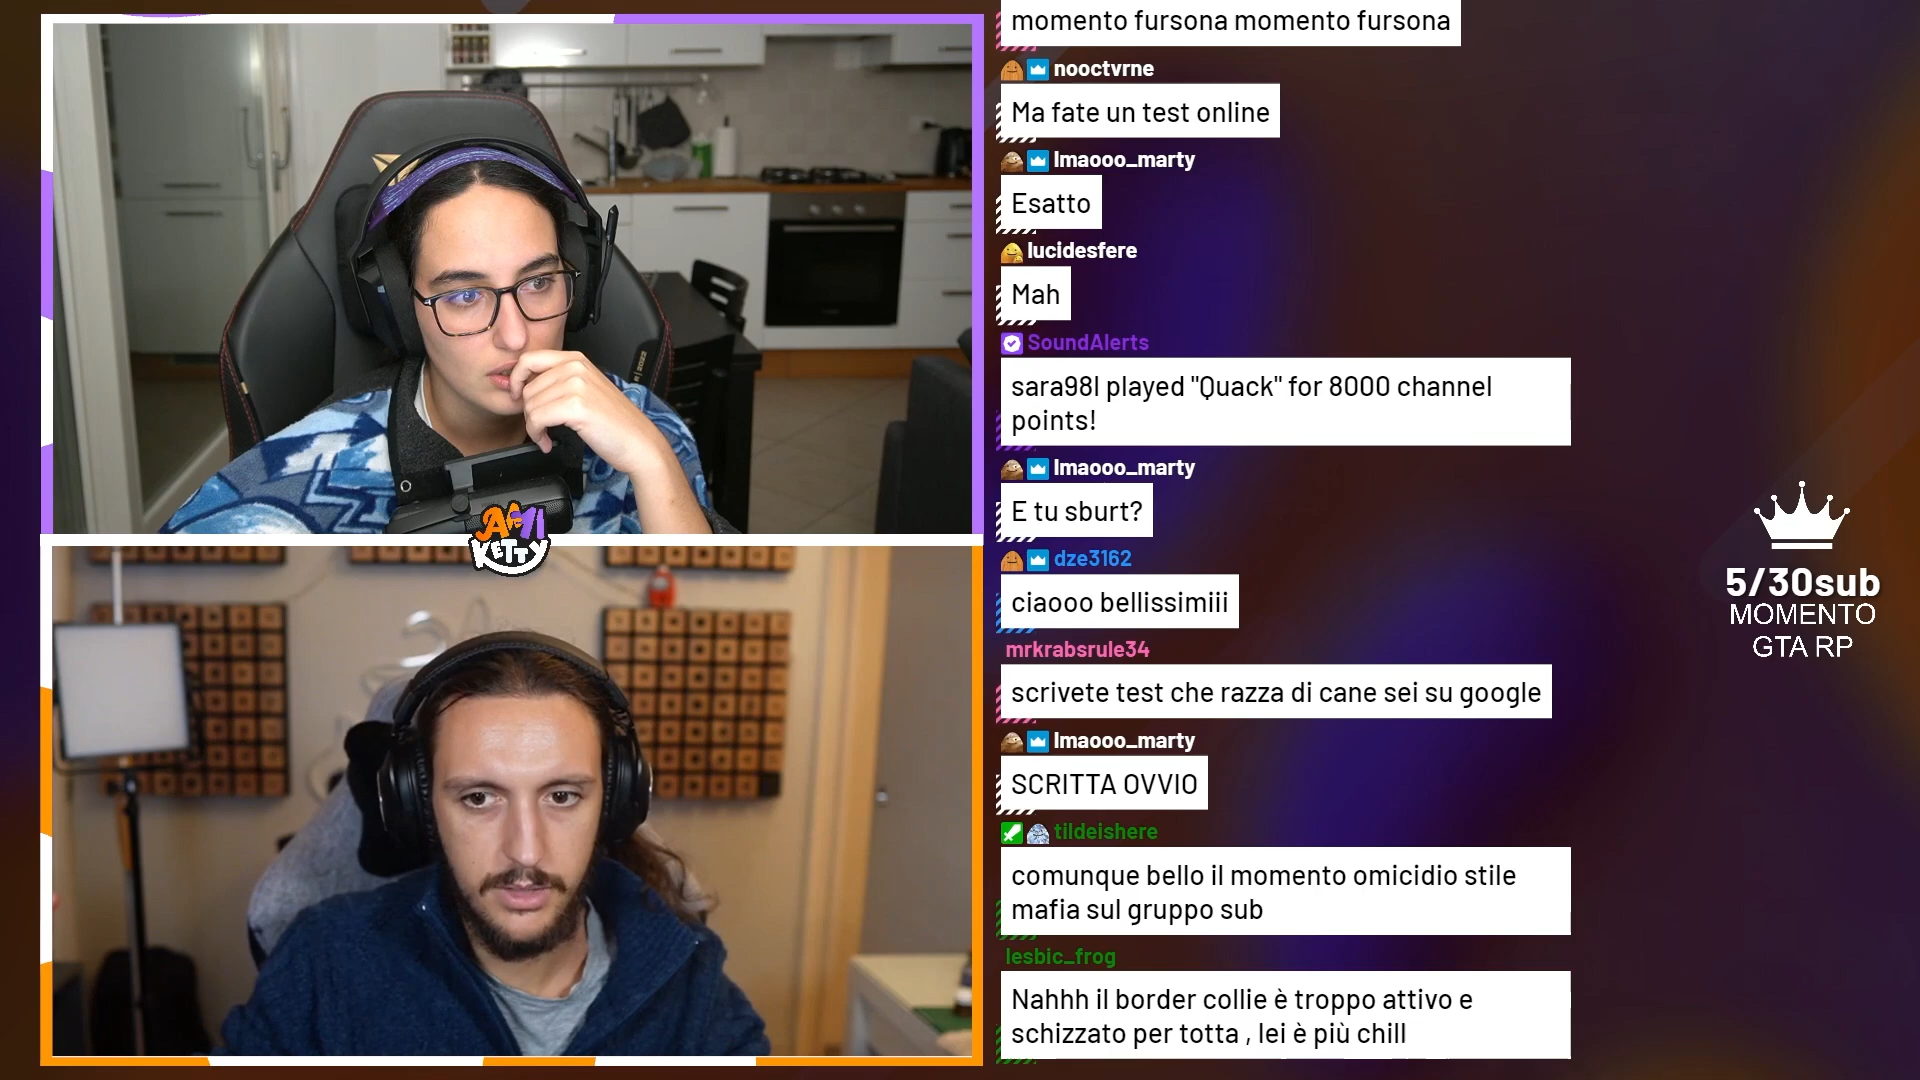 momento fursona momento fursona
nooctvrne
Ma fate un test online
lmaooo_marty
Esatto
lucidesfere
Mah
SoundAlerts
sara98l played "Quack" for 8000 channel
points!
lmaooo_marty
E tu sburt?
dze3162
ciaooo bellissimiii
mrkrabsrule34
scrivete test che razza di cane sei su google
lmaooo_marty
SCRITTA OVVIO
tildeishere
comunque bello il momento omicidio stile
mafia sul gruppo sub
lesbic_frog
Nahhh il border collie è troppo attivo e
schizzato per totta , lei è più chill
5/30sub
MOMENTO
GTA RP
KETTY